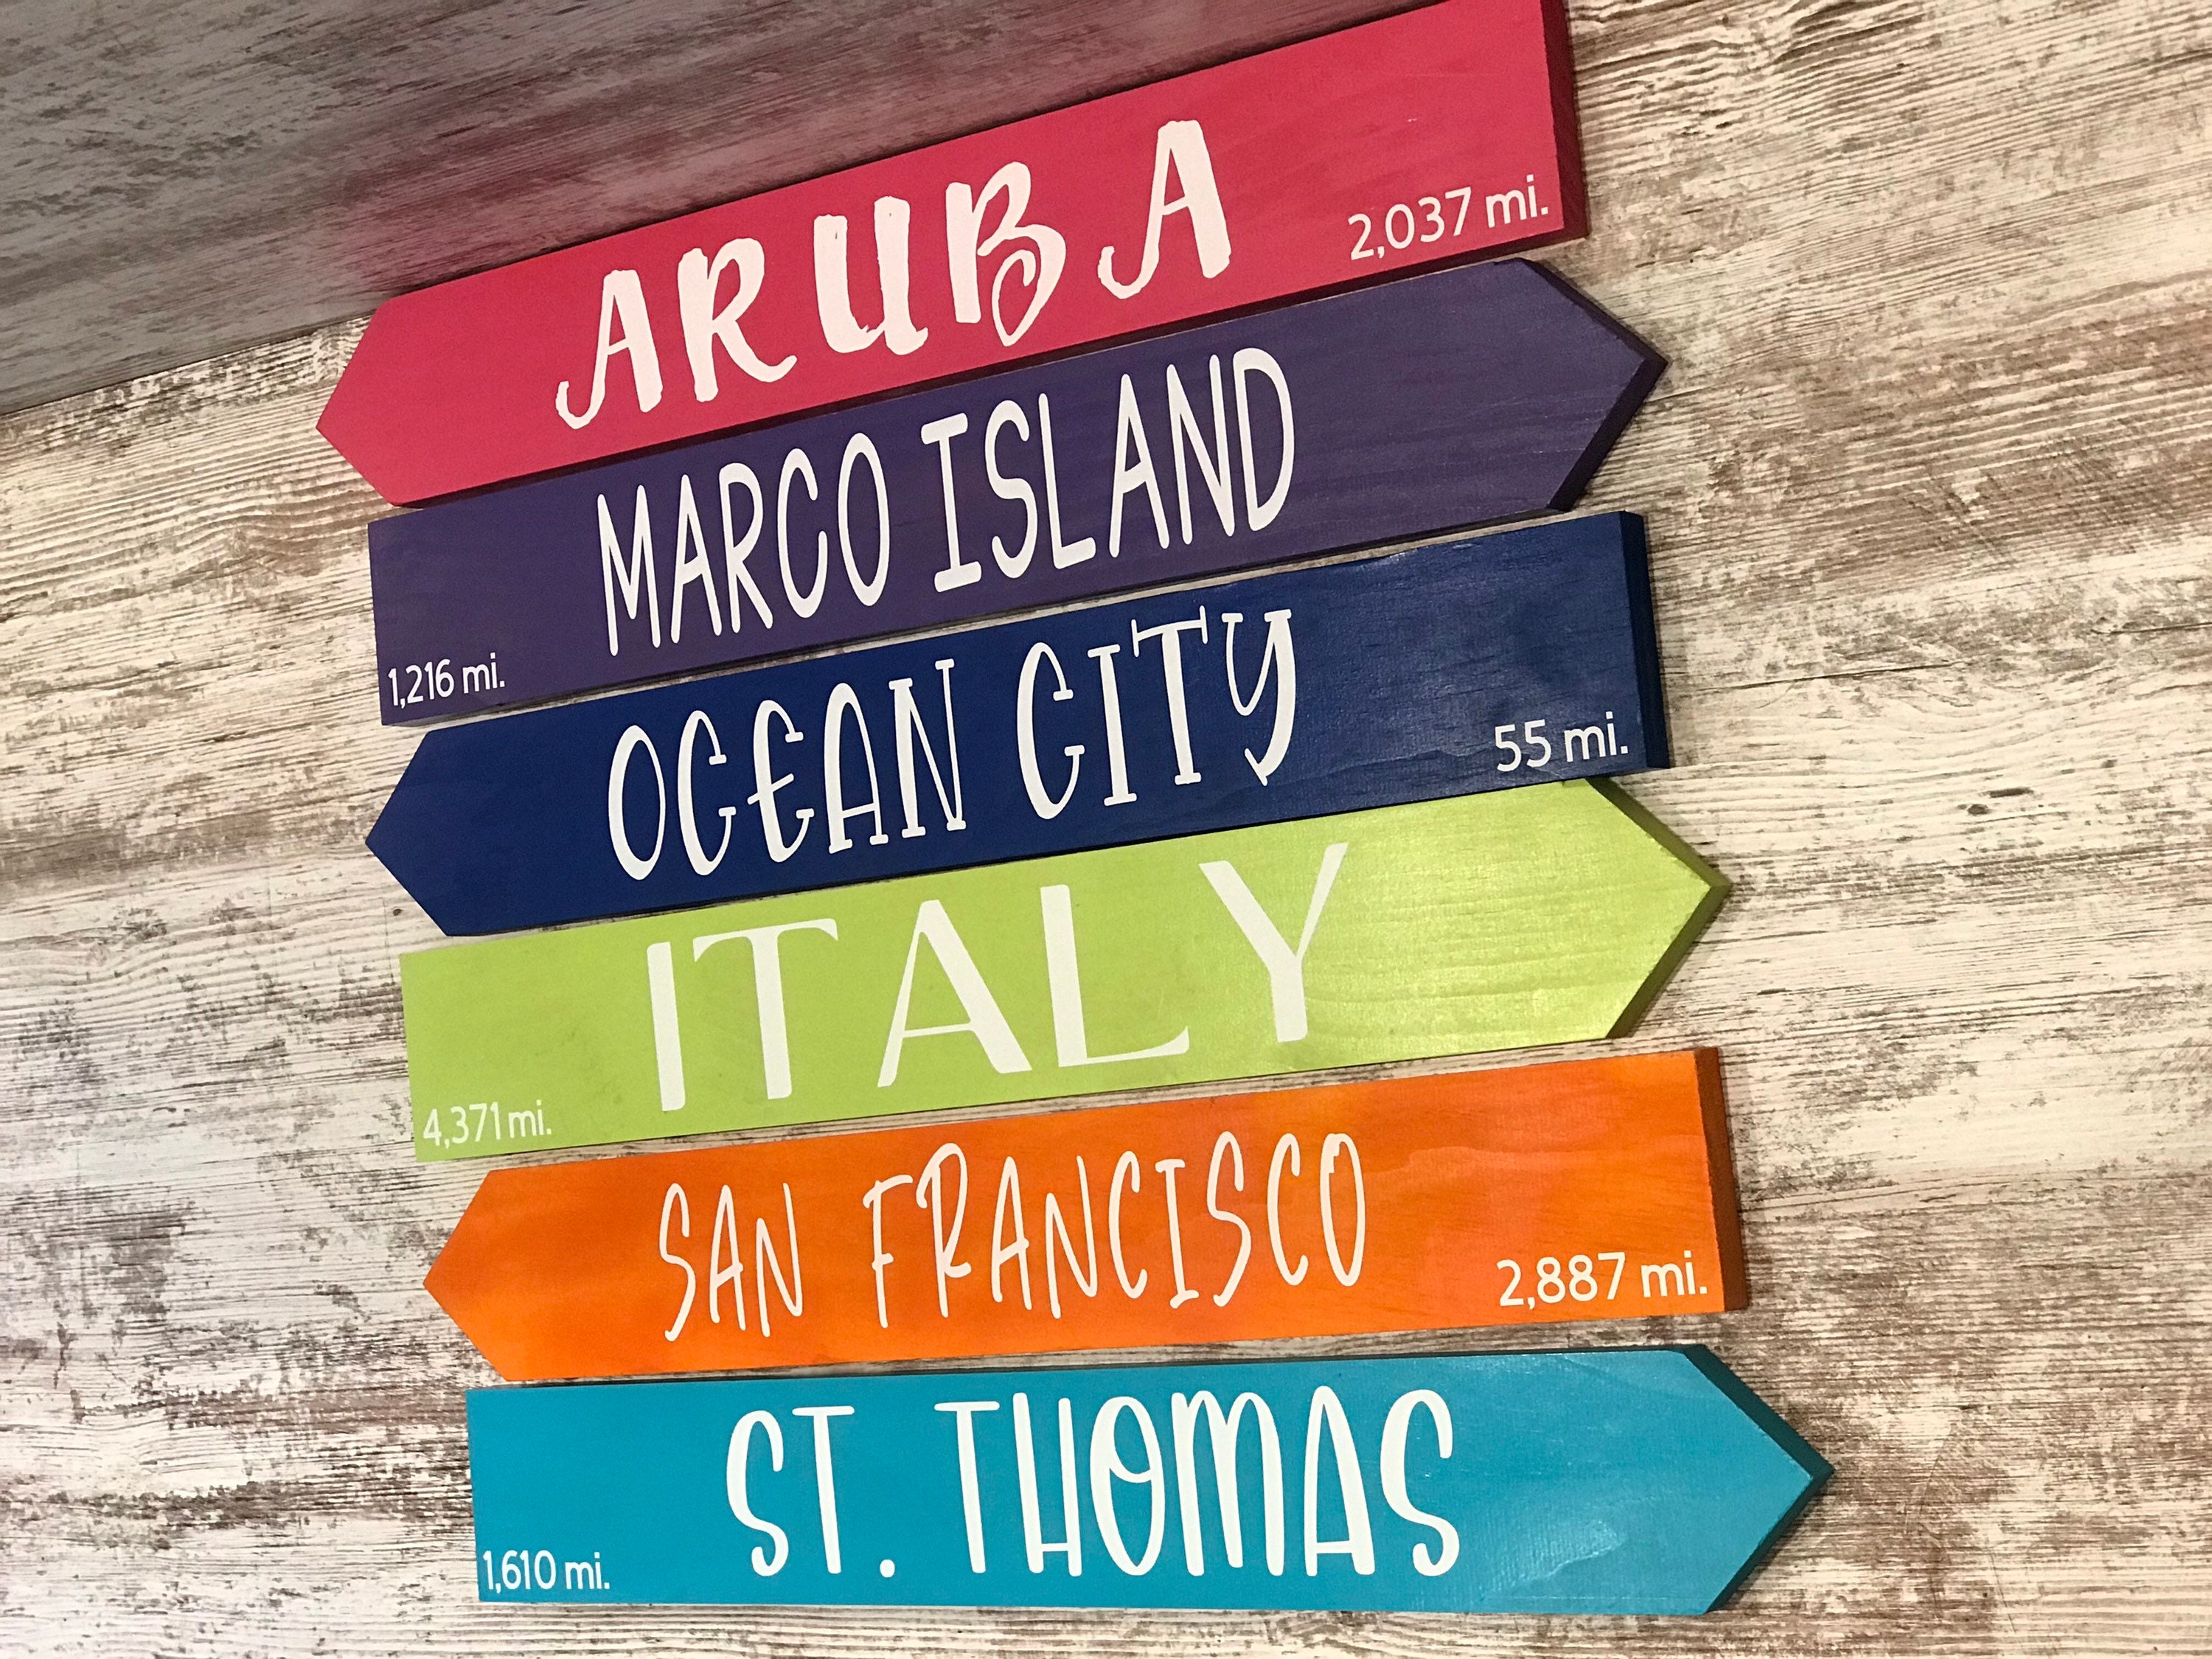 ARUBA
2,037 mi.
MARCO ISLAND
1,216 mi.
OCEAN CITY
55 mi.
ITALY
4,371 mi.
SAN FRANCISCO
2,887 mi.
ST. THOMAS
1,610 mi.